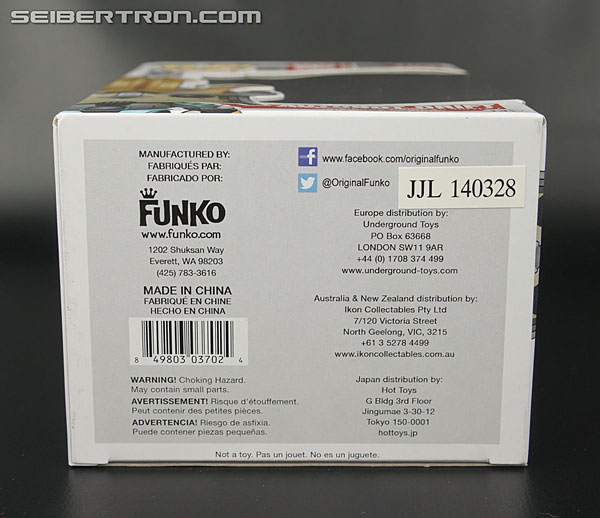 SEIBERTRON.COM
MANUFACTURED BY:
FABRIQUÉS PAR:
FABRICADO POR:
FUNKO
www.funko.com
1202 Shuksan Way
Everett, WA 98203
(425) 783-3616
MADE IN CHINA
FABRIQUÉ EN CHINE
HECHO EN CHINA
8 49803 03702 4
WARNING! Choking Hazard.
May contain small parts.
AVERTISSEMENT! Risque d'étouffement.
Peut contenir des petites pièces.
ADVERTENCIA! Riesgo de asfixia.
Puede contener piezas pequeñas.
www.facebook.com/originalfunko
@OriginalFunko
JJL 140328
Europe distribution by:
Underground Toys
PO Box 63668
LONDON SW11 9AR
+44 (0) 1708 374 499
www.underground-toys.com
Australia & New Zealand distribution by:
Ikon Collectables Pty Ltd
7/120 Victoria Street
North Geelong, VIC, 3215
+61 3 5278 4499
www.ikoncollectables.com.au
Japan distribution by:
Hot Toys
G Bldg 3rd Floor
Jingumae 3-30-12
Tokyo 150-0001
hottoys.jp
Not a toy. Pas un jouet. No es un juguete.